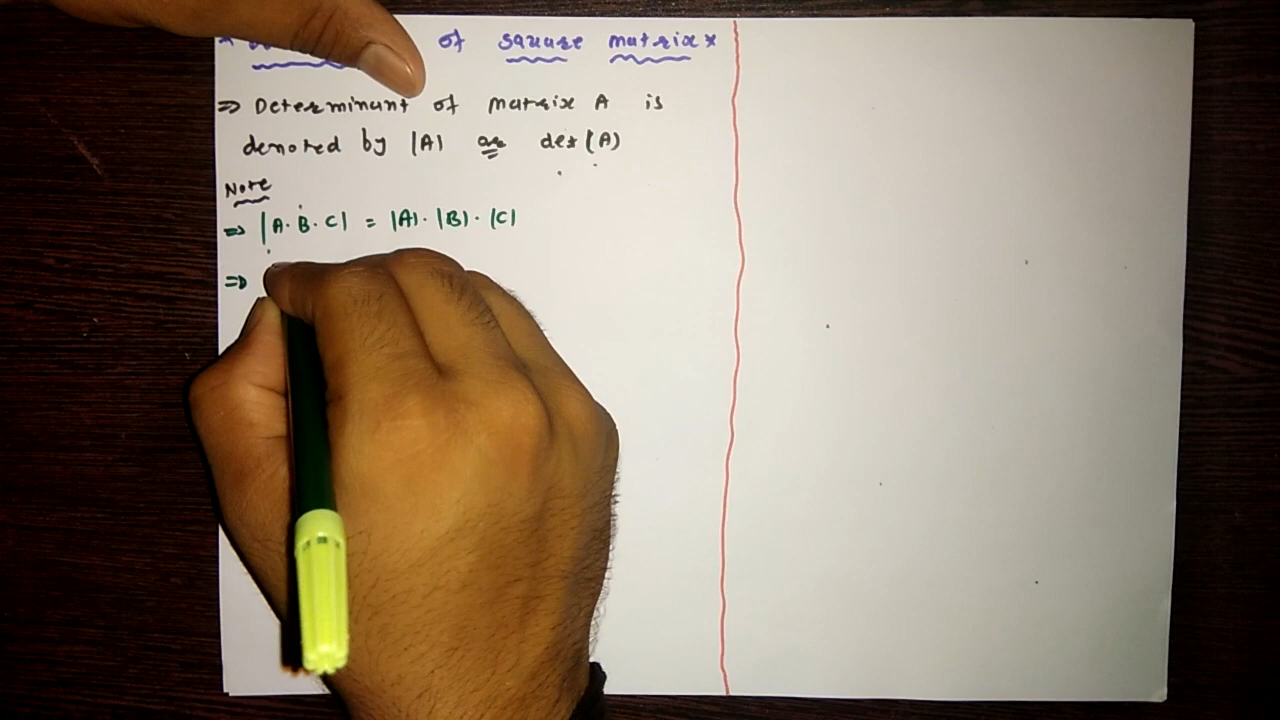 * of square matrix *
⇒ Determinant of matrix A is
denoted by |A| or det (A)
Note
⇒ |A · B · C| = |A| · |B| · |C|
⇒